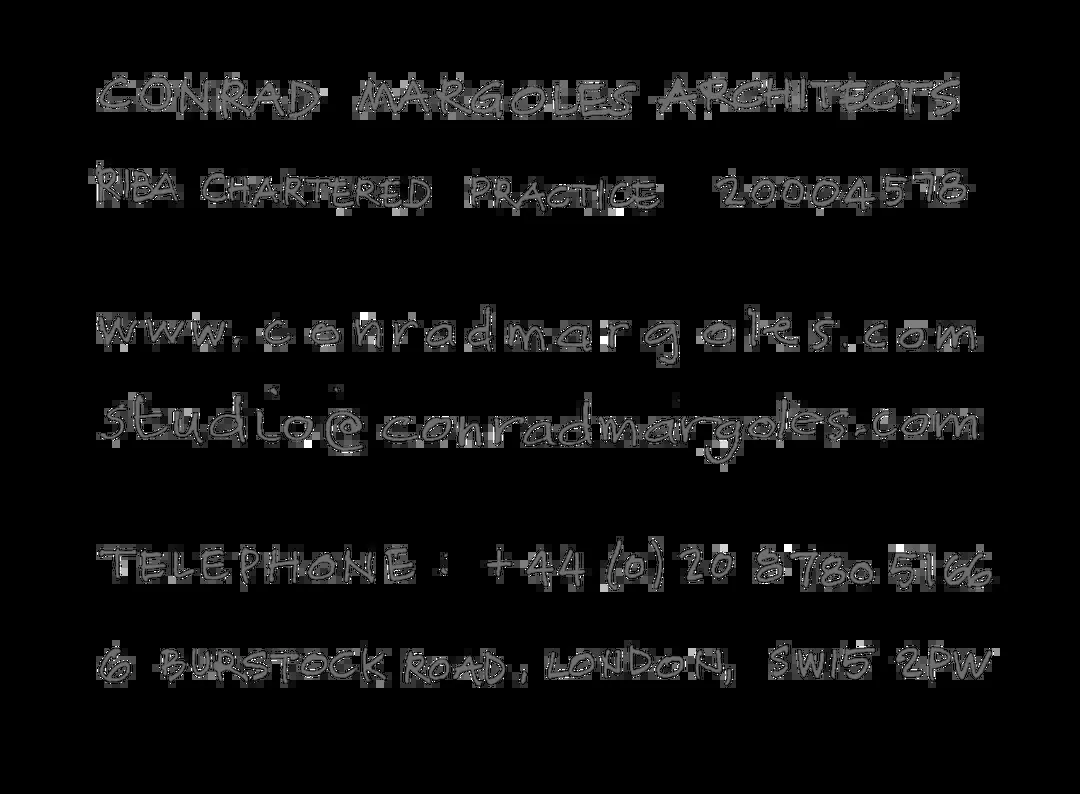 CONRAD MARGOLES ARCHITECTS
RIBA CHARTERED PRACTICE 20004578
www.conradmargoles.com
studio@conradmargoles.com
TELEPHONE. +44 (0) 20 8780 5166
6 BURSTOCK ROAD, LONDON, SW15 2PW